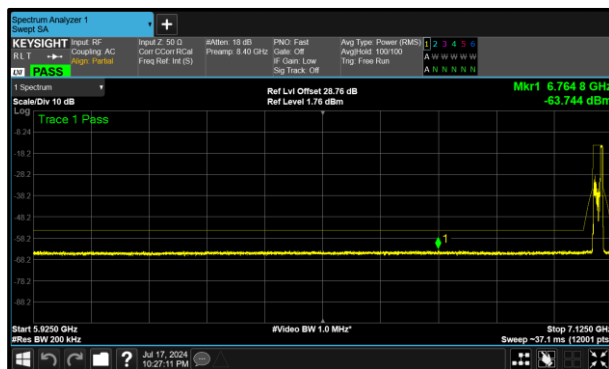 Spectrum Analyzer 1
Swept SA
+
KEYSIGHT
RLT
PASS
Input: RF
Coupling: AC
Align: Partial
Input Z: 50 Ω
Corr CCorr RCal
Freq Ref: Int (S)
#Atten: 18 dB
Preamp: 8.40 GHz
PNO: Fast
Gate: Off
IF Gain: Low
Sig Track: Off
Avg Type: Power (RMS)
Avg|Hold: 100/100
Trig: Free Run
1 2 3 4 5 6
A W W W W W
A N N N N N
1 Spectrum
Scale/Div 10 dB
Ref Lvl Offset 28.76 dB
Ref Level 1.76 dBm
Mkr1 6.764 8 GHz
-63.744 dBm
Log
Trace 1 Pass
-8.24
-18.2
-28.2
-38.2
-48.2
-58.2
-68.2
-78.2
-88.2
1
Start 5.9250 GHz
#Res BW 200 kHz
#Video BW 1.0 MHz*
Stop 7.1250 GHz
Sweep ~37.1 ms (12001 pts)
?
Jul 17, 2024
10:27:11 PM